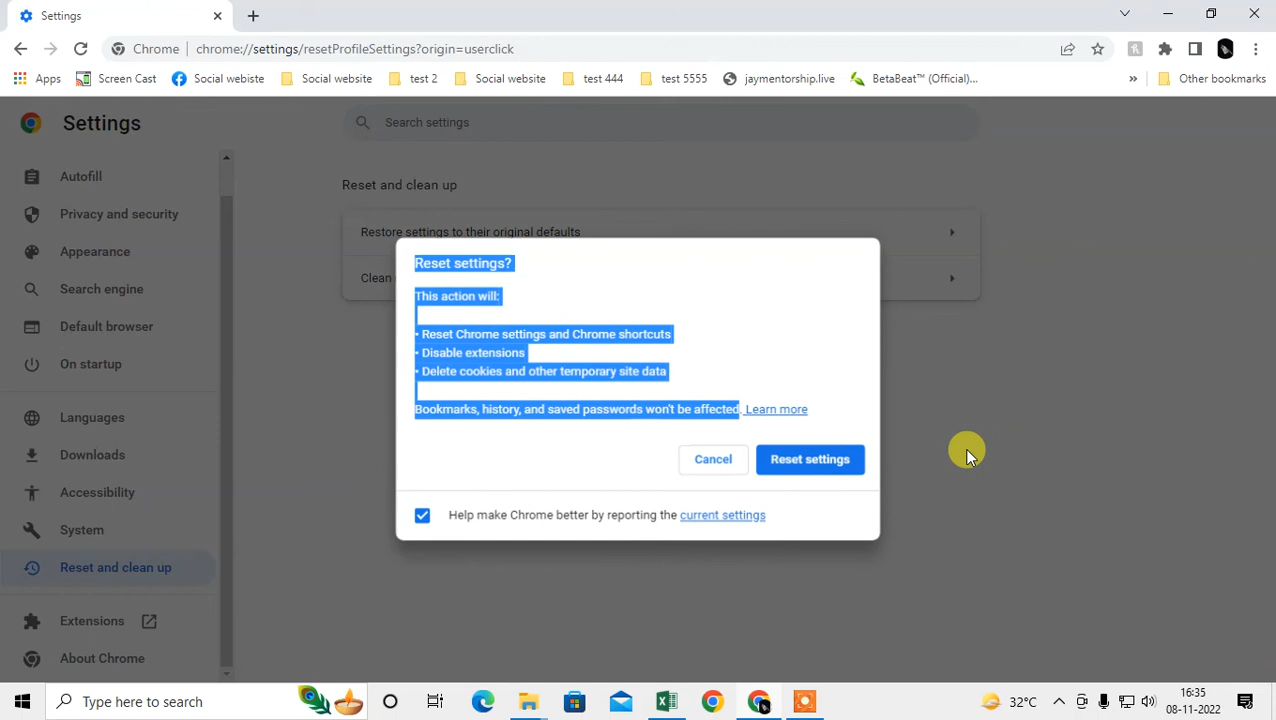 Settings
Chrome | chrome://settings/resetProfileSettings?origin=userclick
Apps Screen Cast Social webiste Social website test 2 Social website test 444 test 5555 jaymentorship.live BetaBeat™ (Official)... » Other bookmarks
Settings
Search settings
Autofill
Privacy and security
Appearance
Search engine
Default browser
On startup
Languages
Downloads
Accessibility
System
Reset and clean up
Extensions
About Chrome
Reset and clean up
Restore settings to their original defaults
Clean
Reset settings?
This action will:
• Reset Chrome settings and Chrome shortcuts
• Disable extensions
• Delete cookies and other temporary site data
Bookmarks, history, and saved passwords won't be affected. Learn more
Cancel Reset settings
Help make Chrome better by reporting the current settings
Type here to search
32°C
16:35
08-11-2022